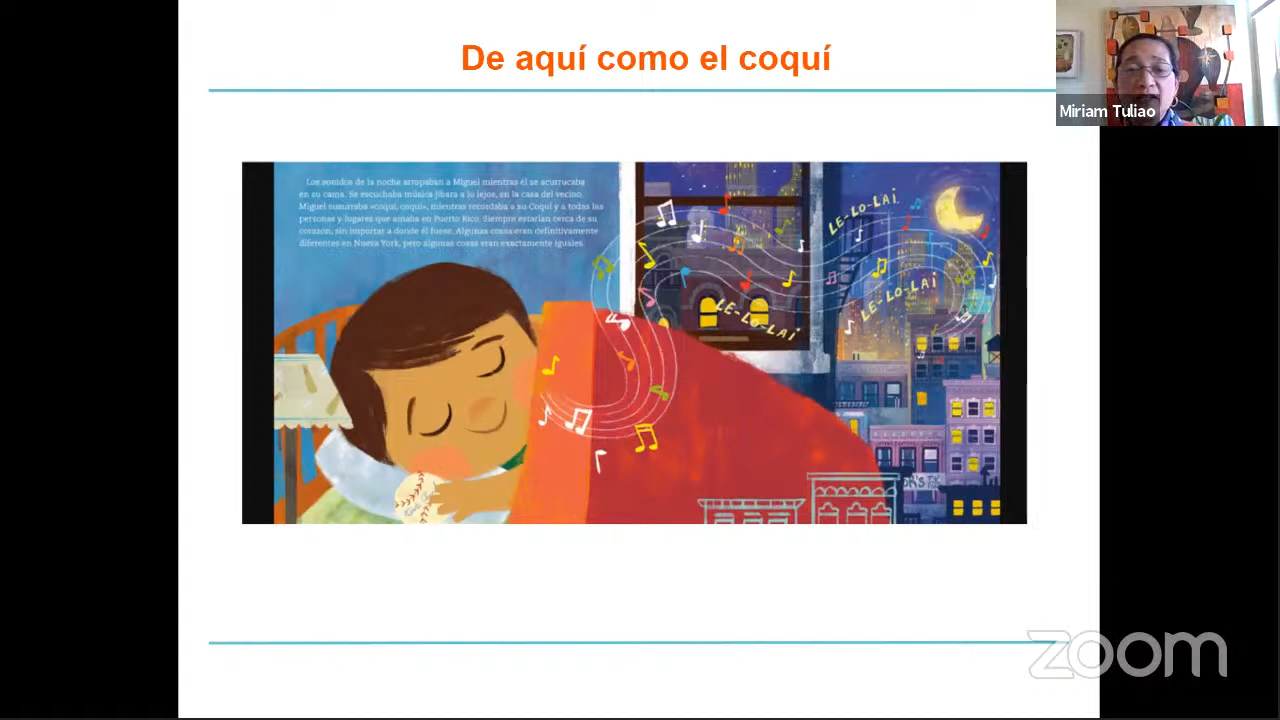 De aquí como el coquí
Miriam Tuliao
Los sonidos de la noche arropaban a Miguel mientras él se acurrucaba
en su cama. Se escuchaba música jíbara a lo lejos, en la casa del vecino.
Miguel susurraba «coquí, coquí», mientras recordaba a su Coquí y a todas las
personas y lugares que amaba en Puerto Rico. Siempre estarían cerca de su
corazón, sin importar a donde él fuese. Algunas cosas eran definitivamente
diferentes en Nueva York, pero algunas cosas eran exactamente iguales.
LE-LO-LAI
LE-LO-LAI
LE-LO-LAI
zoom